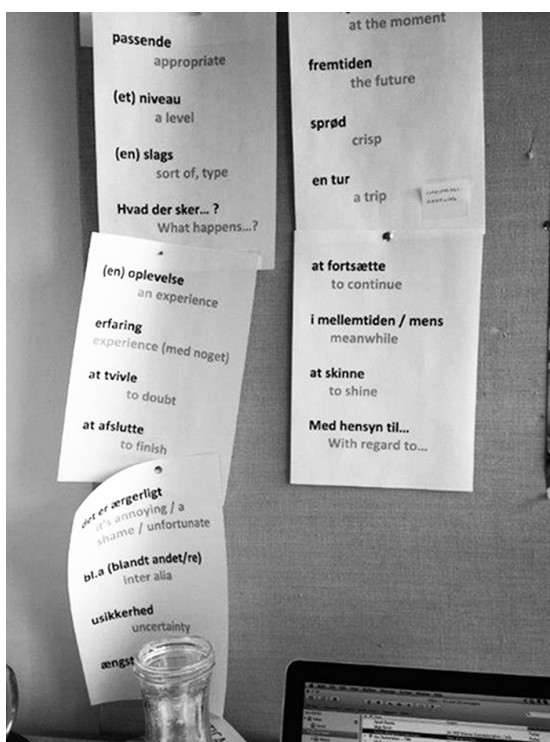 passende
appropriate
(et) niveau
a level
(en) slags
sort of, type
Hvad der sker... ?
What happens...?
(en) oplevelse
an experience
erfaring
experience (med noget)
at tvivle
to doubt
at afslutte
to finish
det er ærgerligt
it's annoying / a
shame / unfortunate
bl.a (blandt andet/re)
inter alia
usikkerhed
uncertainty
ængst
at the moment
fremtiden
the future
sprød
crisp
en tur
a trip
at fortsætte
to continue
i mellemtiden / mens
meanwhile
at skinne
to shine
Med hensyn til...
With regard to...